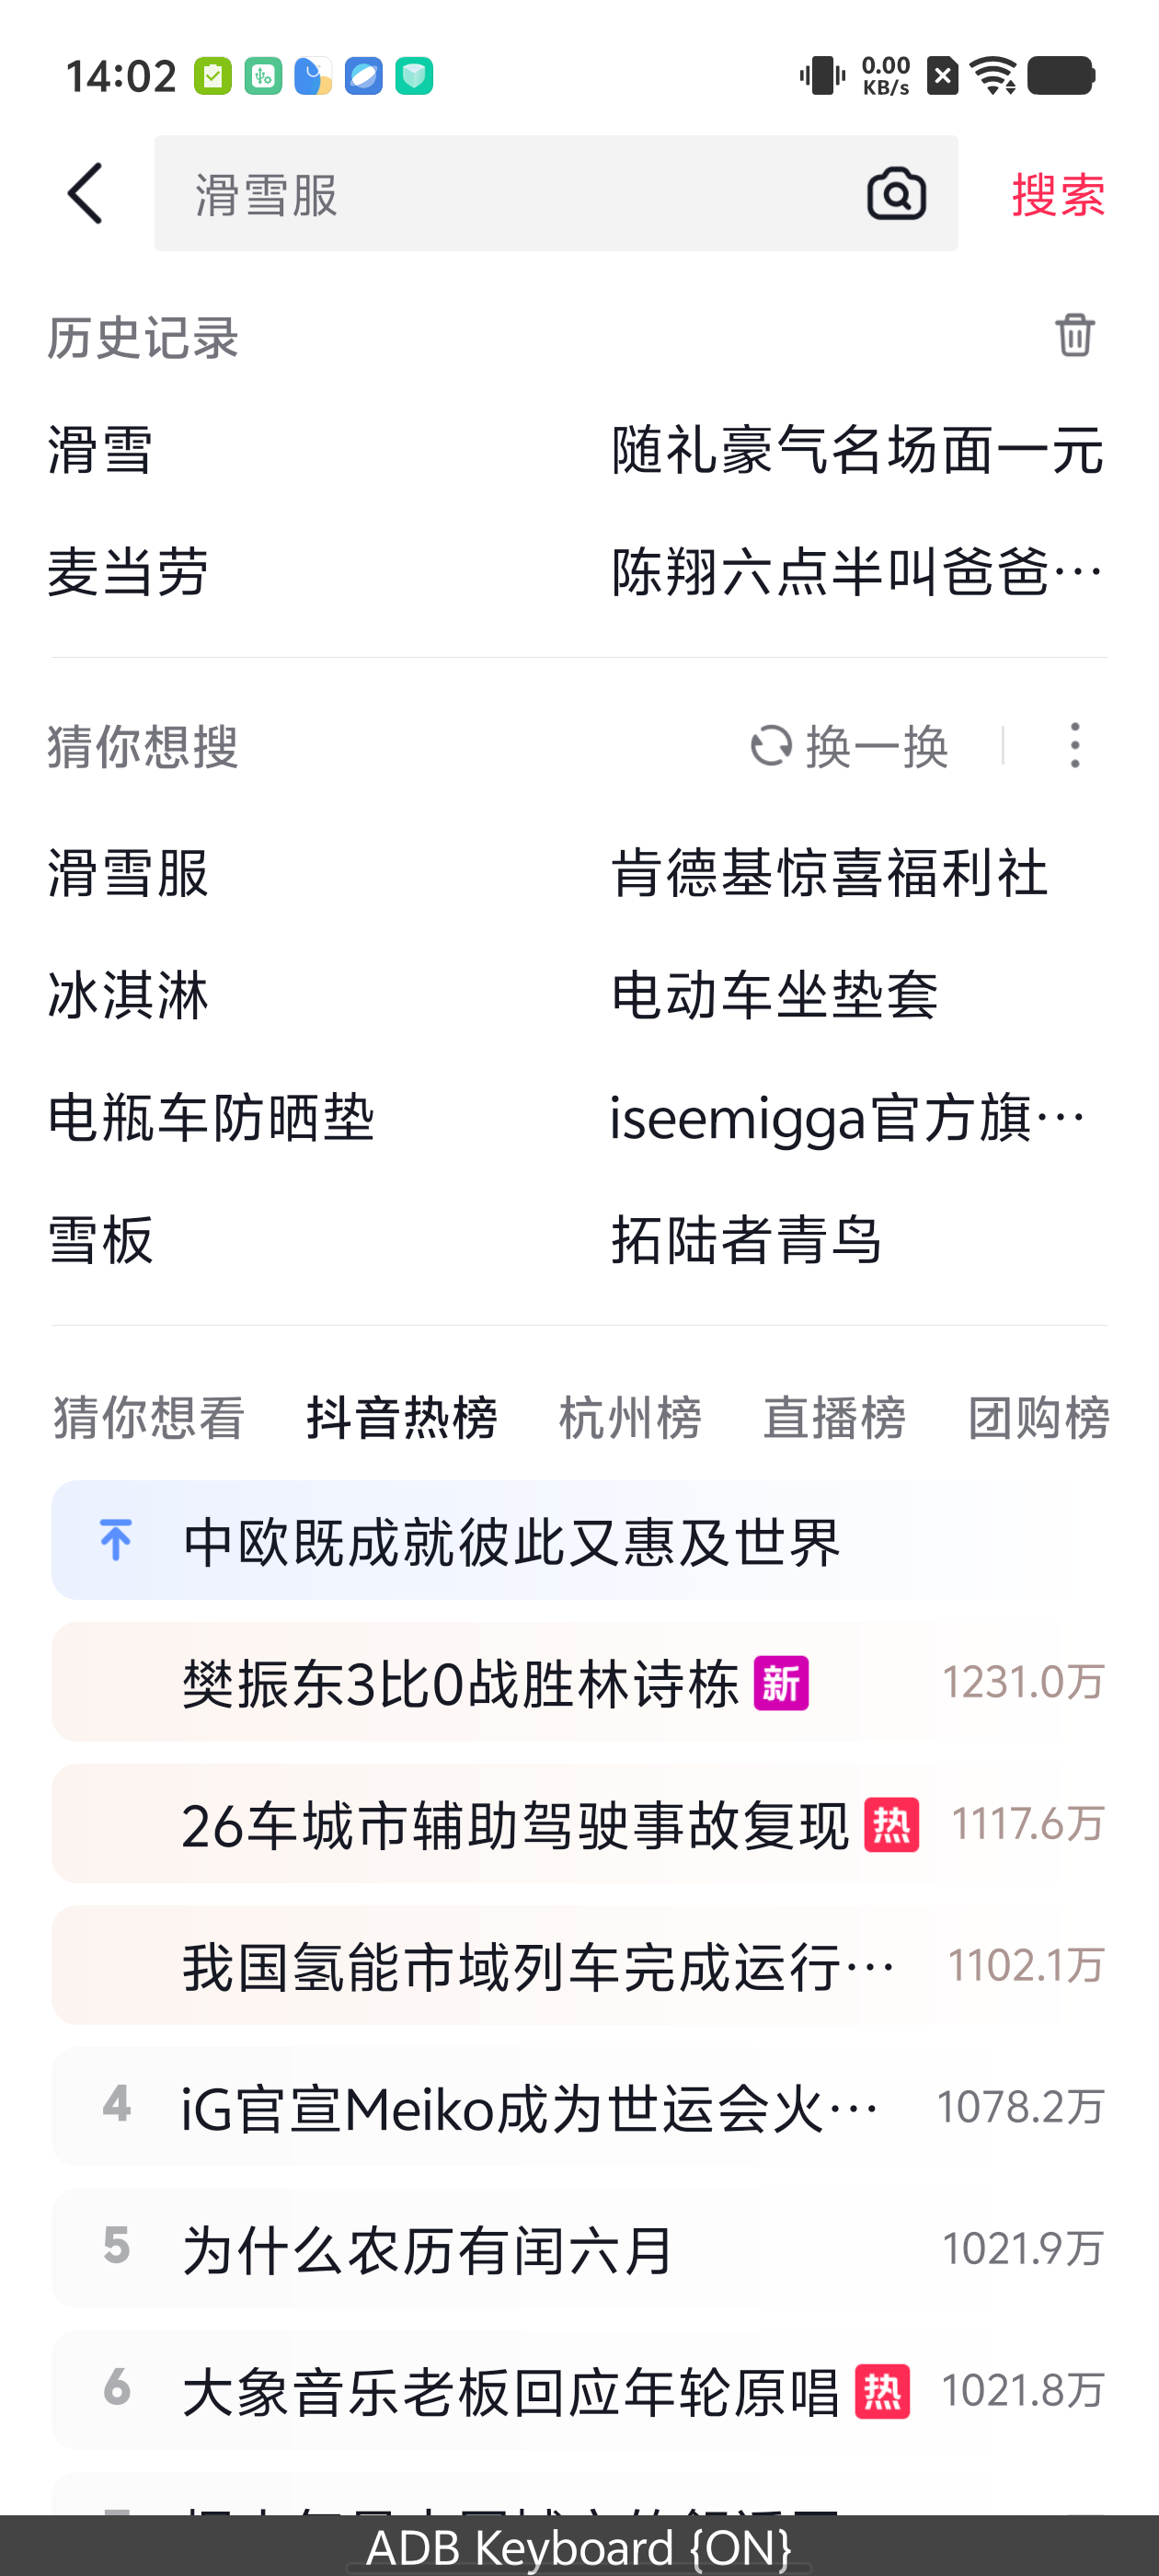 14:02
0.00
KB/s
滑雪服
搜索
历史记录
滑雪
随礼豪气名场面一元
麦当劳
陈翔六点半叫爸爸…
猜你想搜
换一换
滑雪服
肯德基惊喜福利社
冰淇淋
电动车坐垫套
电瓶车防晒垫
iseemigga官方旗…
雪板
拓陆者青鸟
猜你想看 抖音热榜 杭州榜 直播榜 团购榜
中欧既成就彼此又惠及世界
樊振东3比0战胜林诗栋 新 1231.0万
26车城市辅助驾驶事故复现 热 1117.6万
我国氢能市域列车完成运行… 1102.1万
4 iG官宣Meiko成为世运会火… 1078.2万
5 为什么农历有闰六月 1021.9万
6 大象音乐老板回应年轮原唱 热 1021.8万
ADB Keyboard {ON}